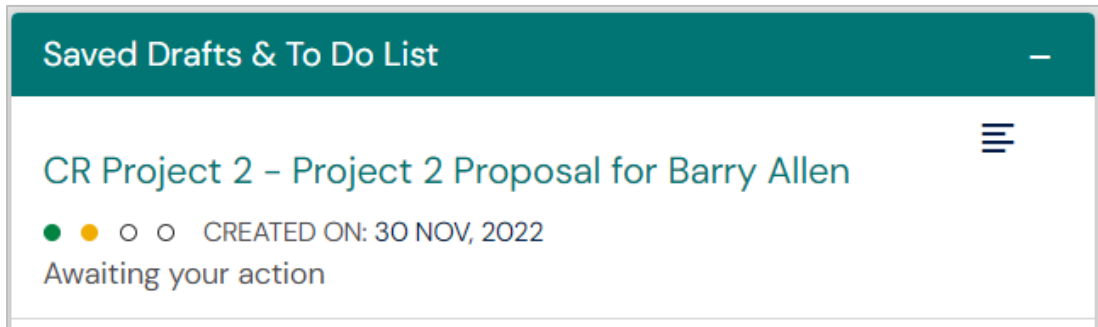 Saved Drafts & To Do List
CR Project 2 – Project 2 Proposal for Barry Allen
CREATED ON: 30 NOV, 2022
Awaiting your action